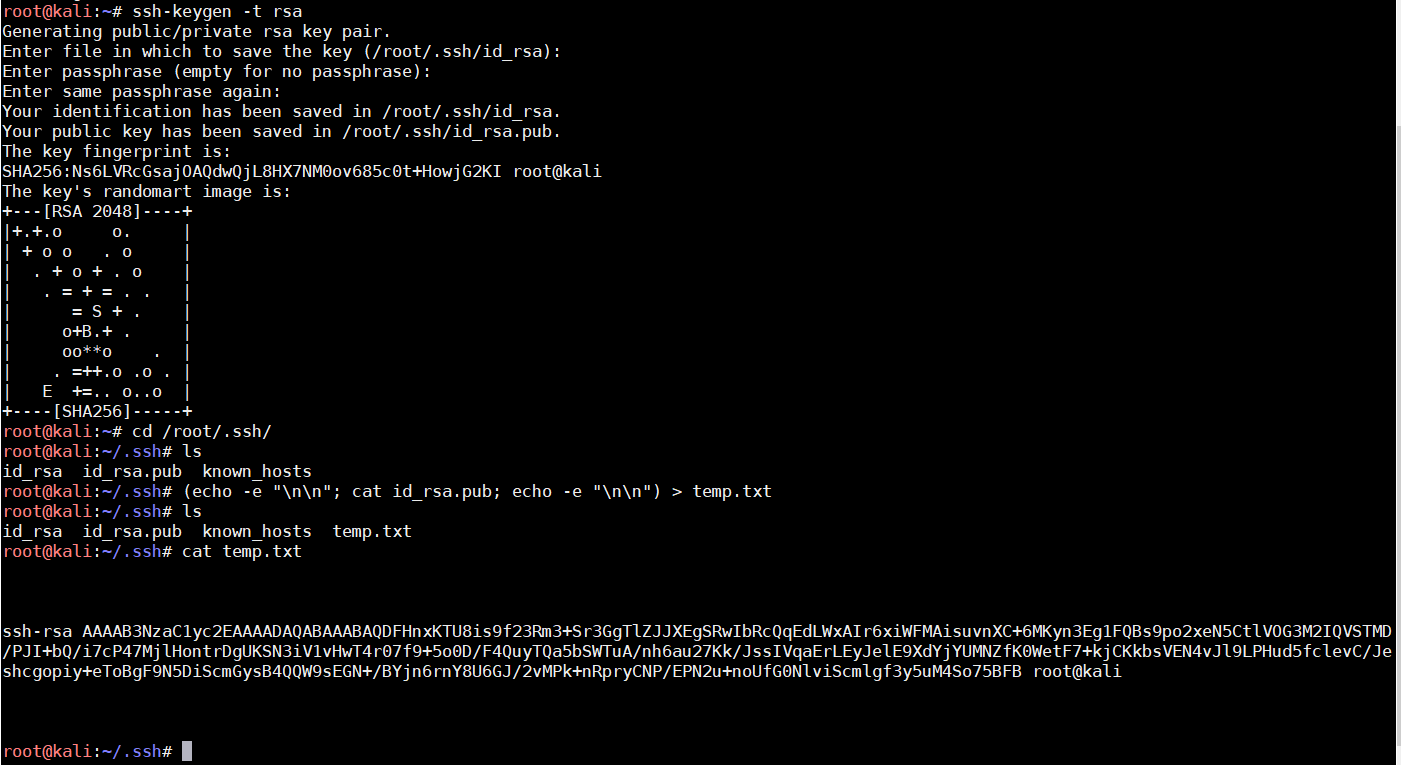 root@kali:~# ssh-keygen -t rsa
Generating public/private rsa key pair.
Enter file in which to save the key (/root/.ssh/id_rsa):
Enter passphrase (empty for no passphrase):
Enter same passphrase again:
Your identification has been saved in /root/.ssh/id_rsa.
Your public key has been saved in /root/.ssh/id_rsa.pub.
The key fingerprint is:
SHA256:Ns6LVRcGsajOAQdwQjL8HX7NM0ov685c0t+HowjG2KI root@kali
The key's randomart image is:
+---[RSA 2048]----+
|+.+.o     o.     |
| + o o   . o     |
|  . + o + . o    |
|   . = + = . .   |
|      = S + .    |
|     o+B.+ .     |
|     oo**o    .  |
|    . =++.o .o . |
|   E  +=.. o..o  |
+----[SHA256]-----+
root@kali:~# cd /root/.ssh/
root@kali:~/.ssh# ls
id_rsa  id_rsa.pub  known_hosts
root@kali:~/.ssh# (echo -e "\n\n"; cat id_rsa.pub; echo -e "\n\n") > temp.txt
root@kali:~/.ssh# ls
id_rsa  id_rsa.pub  known_hosts  temp.txt
root@kali:~/.ssh# cat temp.txt
ssh-rsa AAAAB3NzaC1yc2EAAAADAQABAAABAQDFHnxKTU8is9f23Rm3+Sr3GgTlZJJXEgSRwIbRcQqEdLWxAIr6xiWFMAisuvnXC+6MKyn3Eg1FQBs9po2xeN5CtlVOG3M2IQVSTMD
/PJI+bQ/i7cP47MjlHontrDgUKSN3iV1vHwT4r07f9+5o0D/F4QuyTQa5bSWTuA/nh6au27Kk/JssIVqaErLEyJelE9XdYjYUMNZfK0WetF7+kjCKkbsVEN4vJl9LPHud5fclevC/Je
shcgopiy+eToBgF9N5DiScmGysB4QQW9sEGN+/BYjn6rnY8U6GJ/2vMPk+nRpryCNP/EPN2u+noUfG0NlviScmlgf3y5uM4So75BFB root@kali
root@kali:~/.ssh#